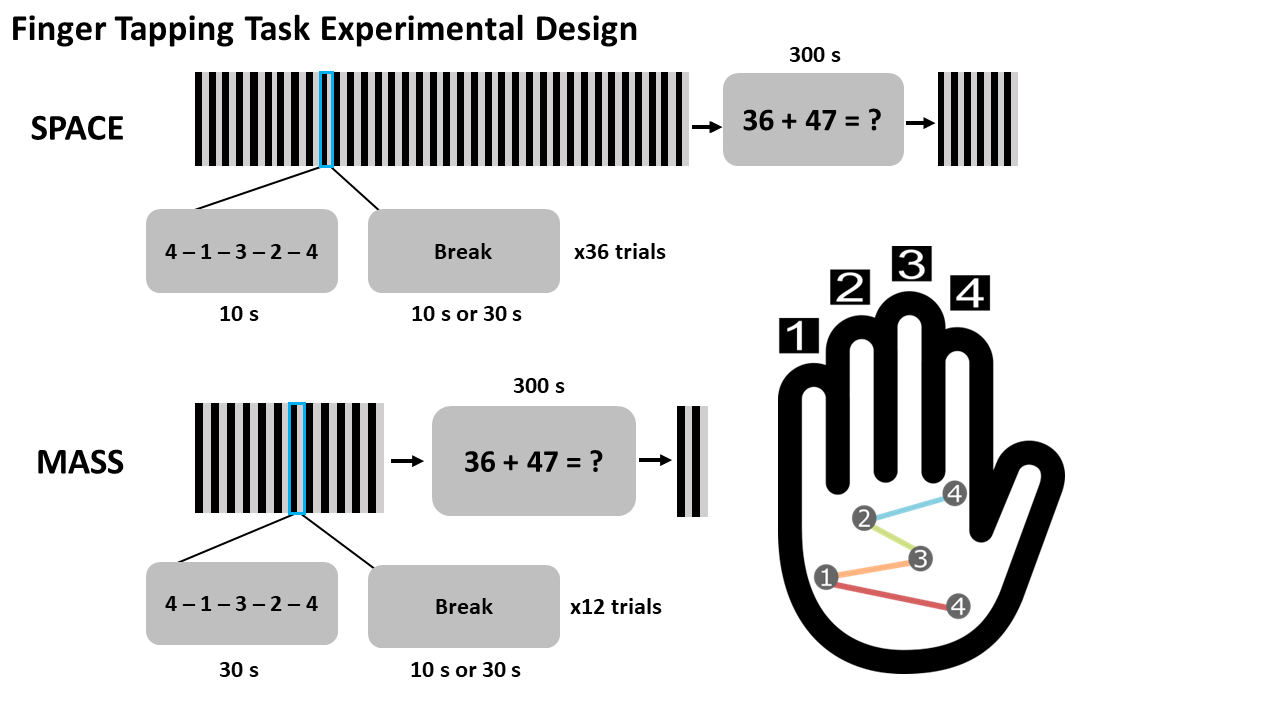 Finger Tapping Task Experimental Design
300 s
SPACE
36 + 47 = ?
4 – 1 – 3 – 2 – 4
Break
x36 trials
10 s
10 s or 30 s
300 s
MASS
36 + 47 = ?
4 – 1 – 3 – 2 – 4
Break
x12 trials
30 s
10 s or 30 s
1
2
3
4
4
2
3
1
4